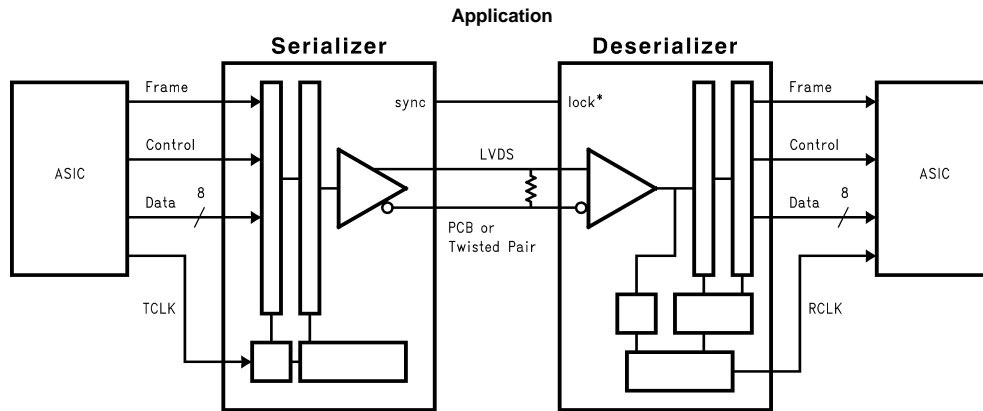 Application
Serializer
Deserializer
Frame
sync
lock*
Frame
Control
LVDS
Control
ASIC
ASIC
8
Data
8
Data
PCB or
Twisted Pair
TCLK
RCLK